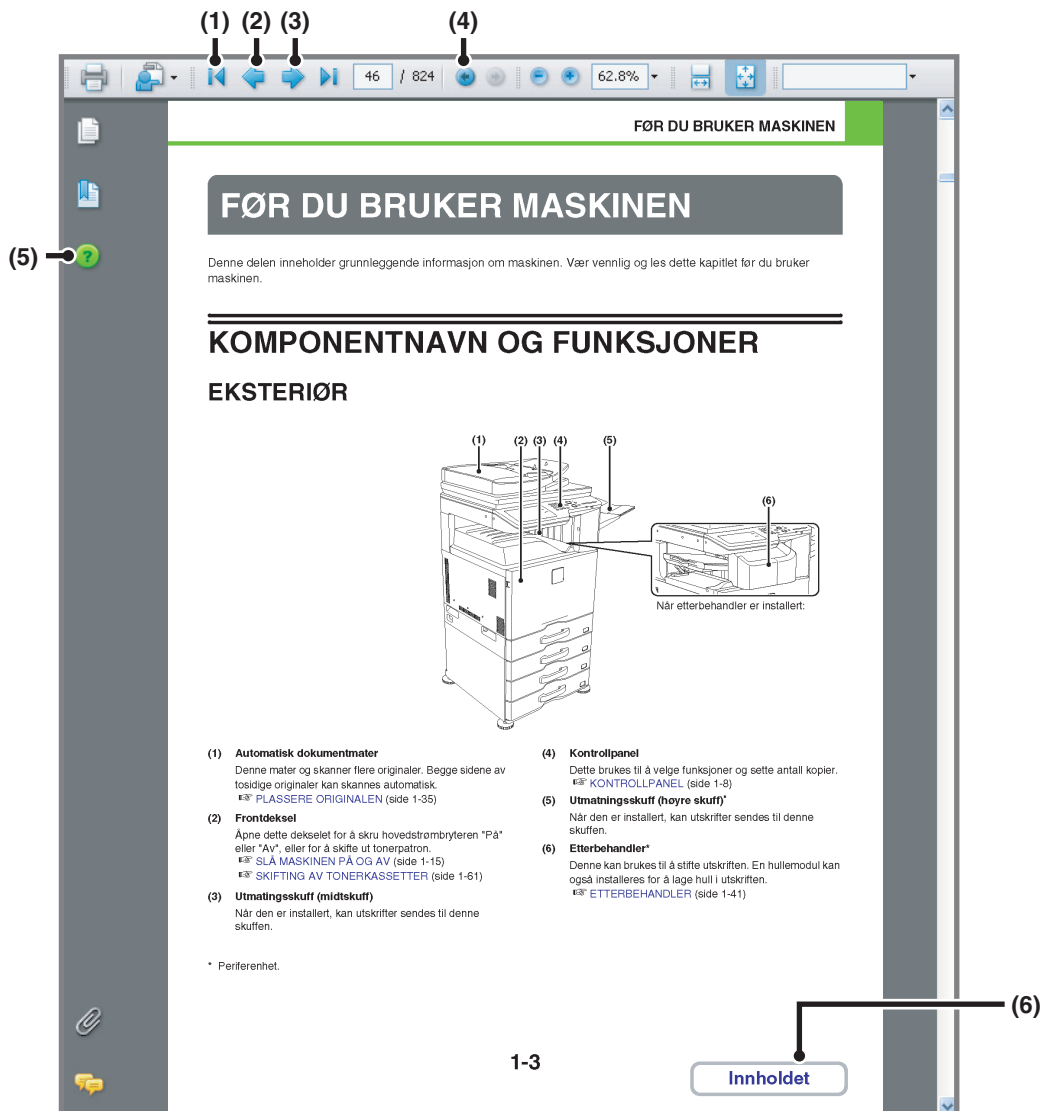 (1) (2) (3) (4)
46 / 824 62.8%
FØR DU BRUKER MASKINEN
FØR DU BRUKER MASKINEN
(5)
Denne delen inneholder grunnleggende informasjon om maskinen. Vær vennlig og les dette kapitlet før du bruker
maskinen.
KOMPONENTNAVN OG FUNKSJONER
EKSTERIØR
(1) (2) (3) (4) (5)
(6)
Når etterbehandler er installert:
(1) Automatisk dokumentmater
Denne mater og skanner flere originaler. Begge sidene av
tosidige originaler kan skannes automatisk.
☞ PLASSERE ORIGINALEN (side 1-35)
(2) Frontdeksel
Åpne dette dekselet for å skru hovedstrømbryteren "På"
eller "Av", eller for å skifte ut tonerpatron.
☞ SLÅ MASKINEN PÅ OG AV (side 1-15)
☞ SKIFTING AV TONERKASSETTER (side 1-61)
(3) Utmatingsskuff (midtskuff)
Når den er installert, kan utskrifter sendes til denne
skuffen.
(4) Kontrollpanel
Dette brukes til å velge funksjoner og sette antall kopier.
☞ KONTROLLPANEL (side 1-8)
(5) Utmatningsskuff (høyre skuff)*
Når den er installert, kan utskrifter sendes til denne
skuffen.
(6) Etterbehandler*
Denne kan brukes til å stifte utskriften. En hullemodul kan
også installeres for å lage hull i utskriften.
☞ ETTERBEHANDLER (side 1-41)
* Periferenhet.
(6)
1-3
Innholdet